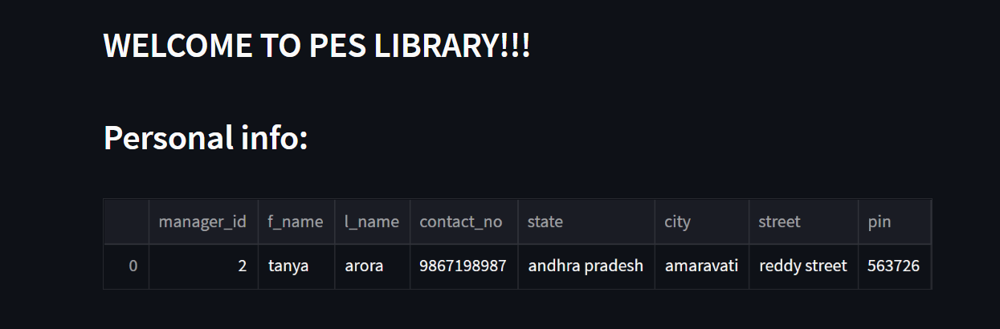 WELCOME TO PES LIBRARY!!!
Personal info:
manager_id f_name l_name contact_no state city street pin
0 2 tanya arora 9867198987 andhra pradesh amaravati reddy street 563726